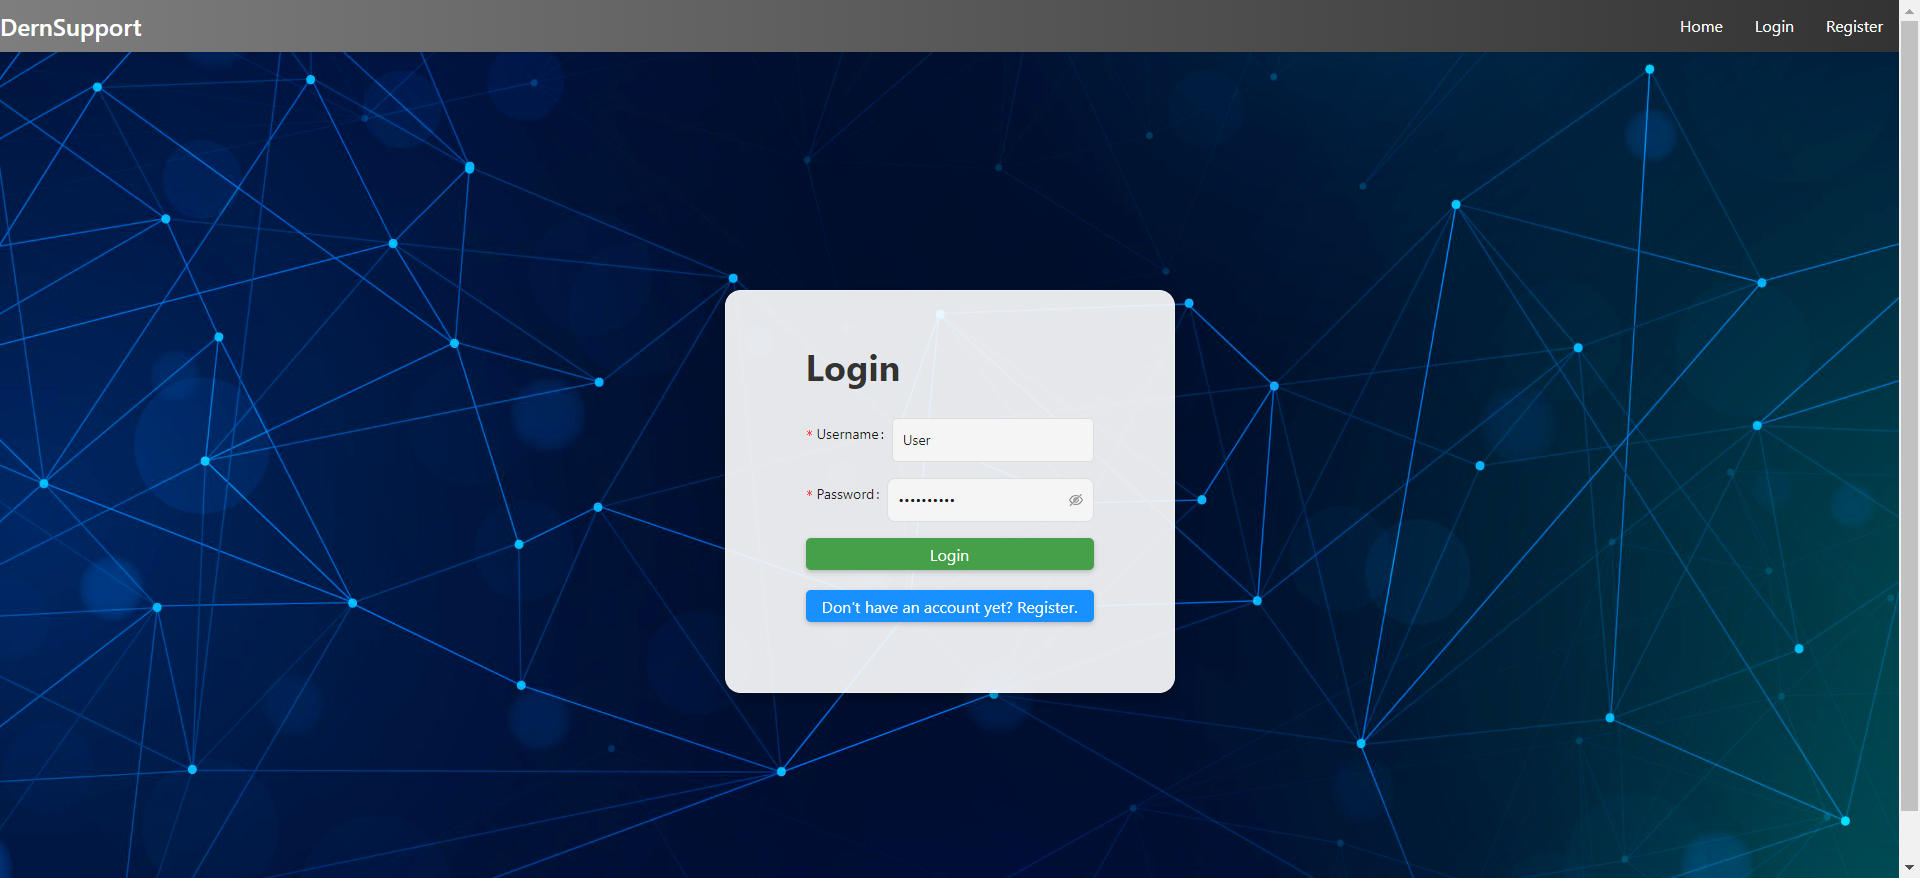 DernSupport
Home Login Register
Login
* Username: User
* Password: ••••••••••
Login
Don't have an account yet? Register.